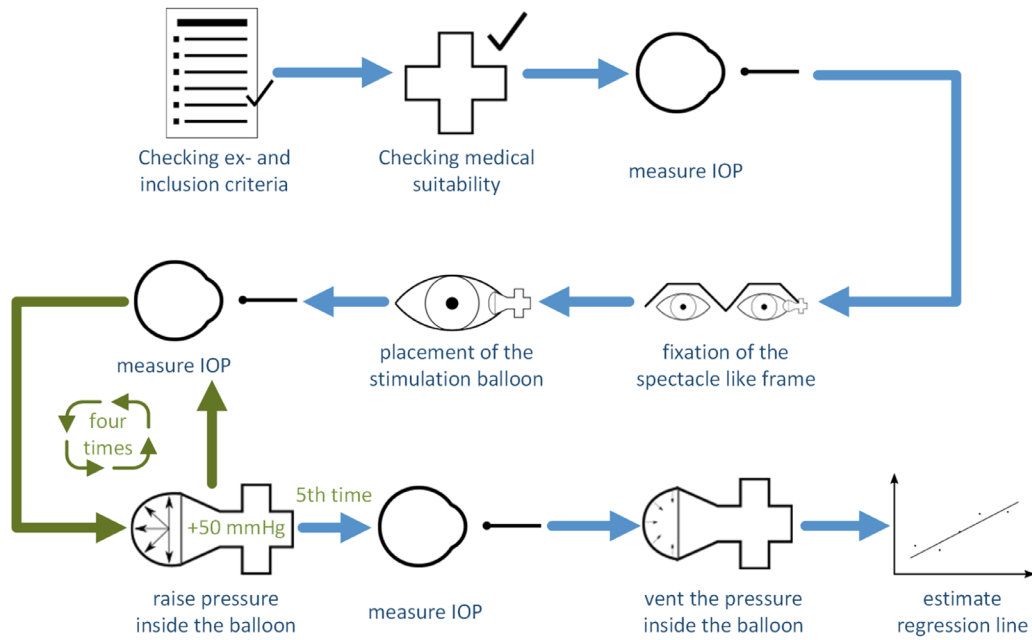 Checking ex- and
inclusion criteria
Checking medical
suitability
measure IOP
measure IOP
placement of the
stimulation balloon
fixation of the
spectacle like frame
four
times
+50 mmHg
5th time
raise pressure
inside the balloon
measure IOP
vent the pressure
inside the balloon
estimate
regression line